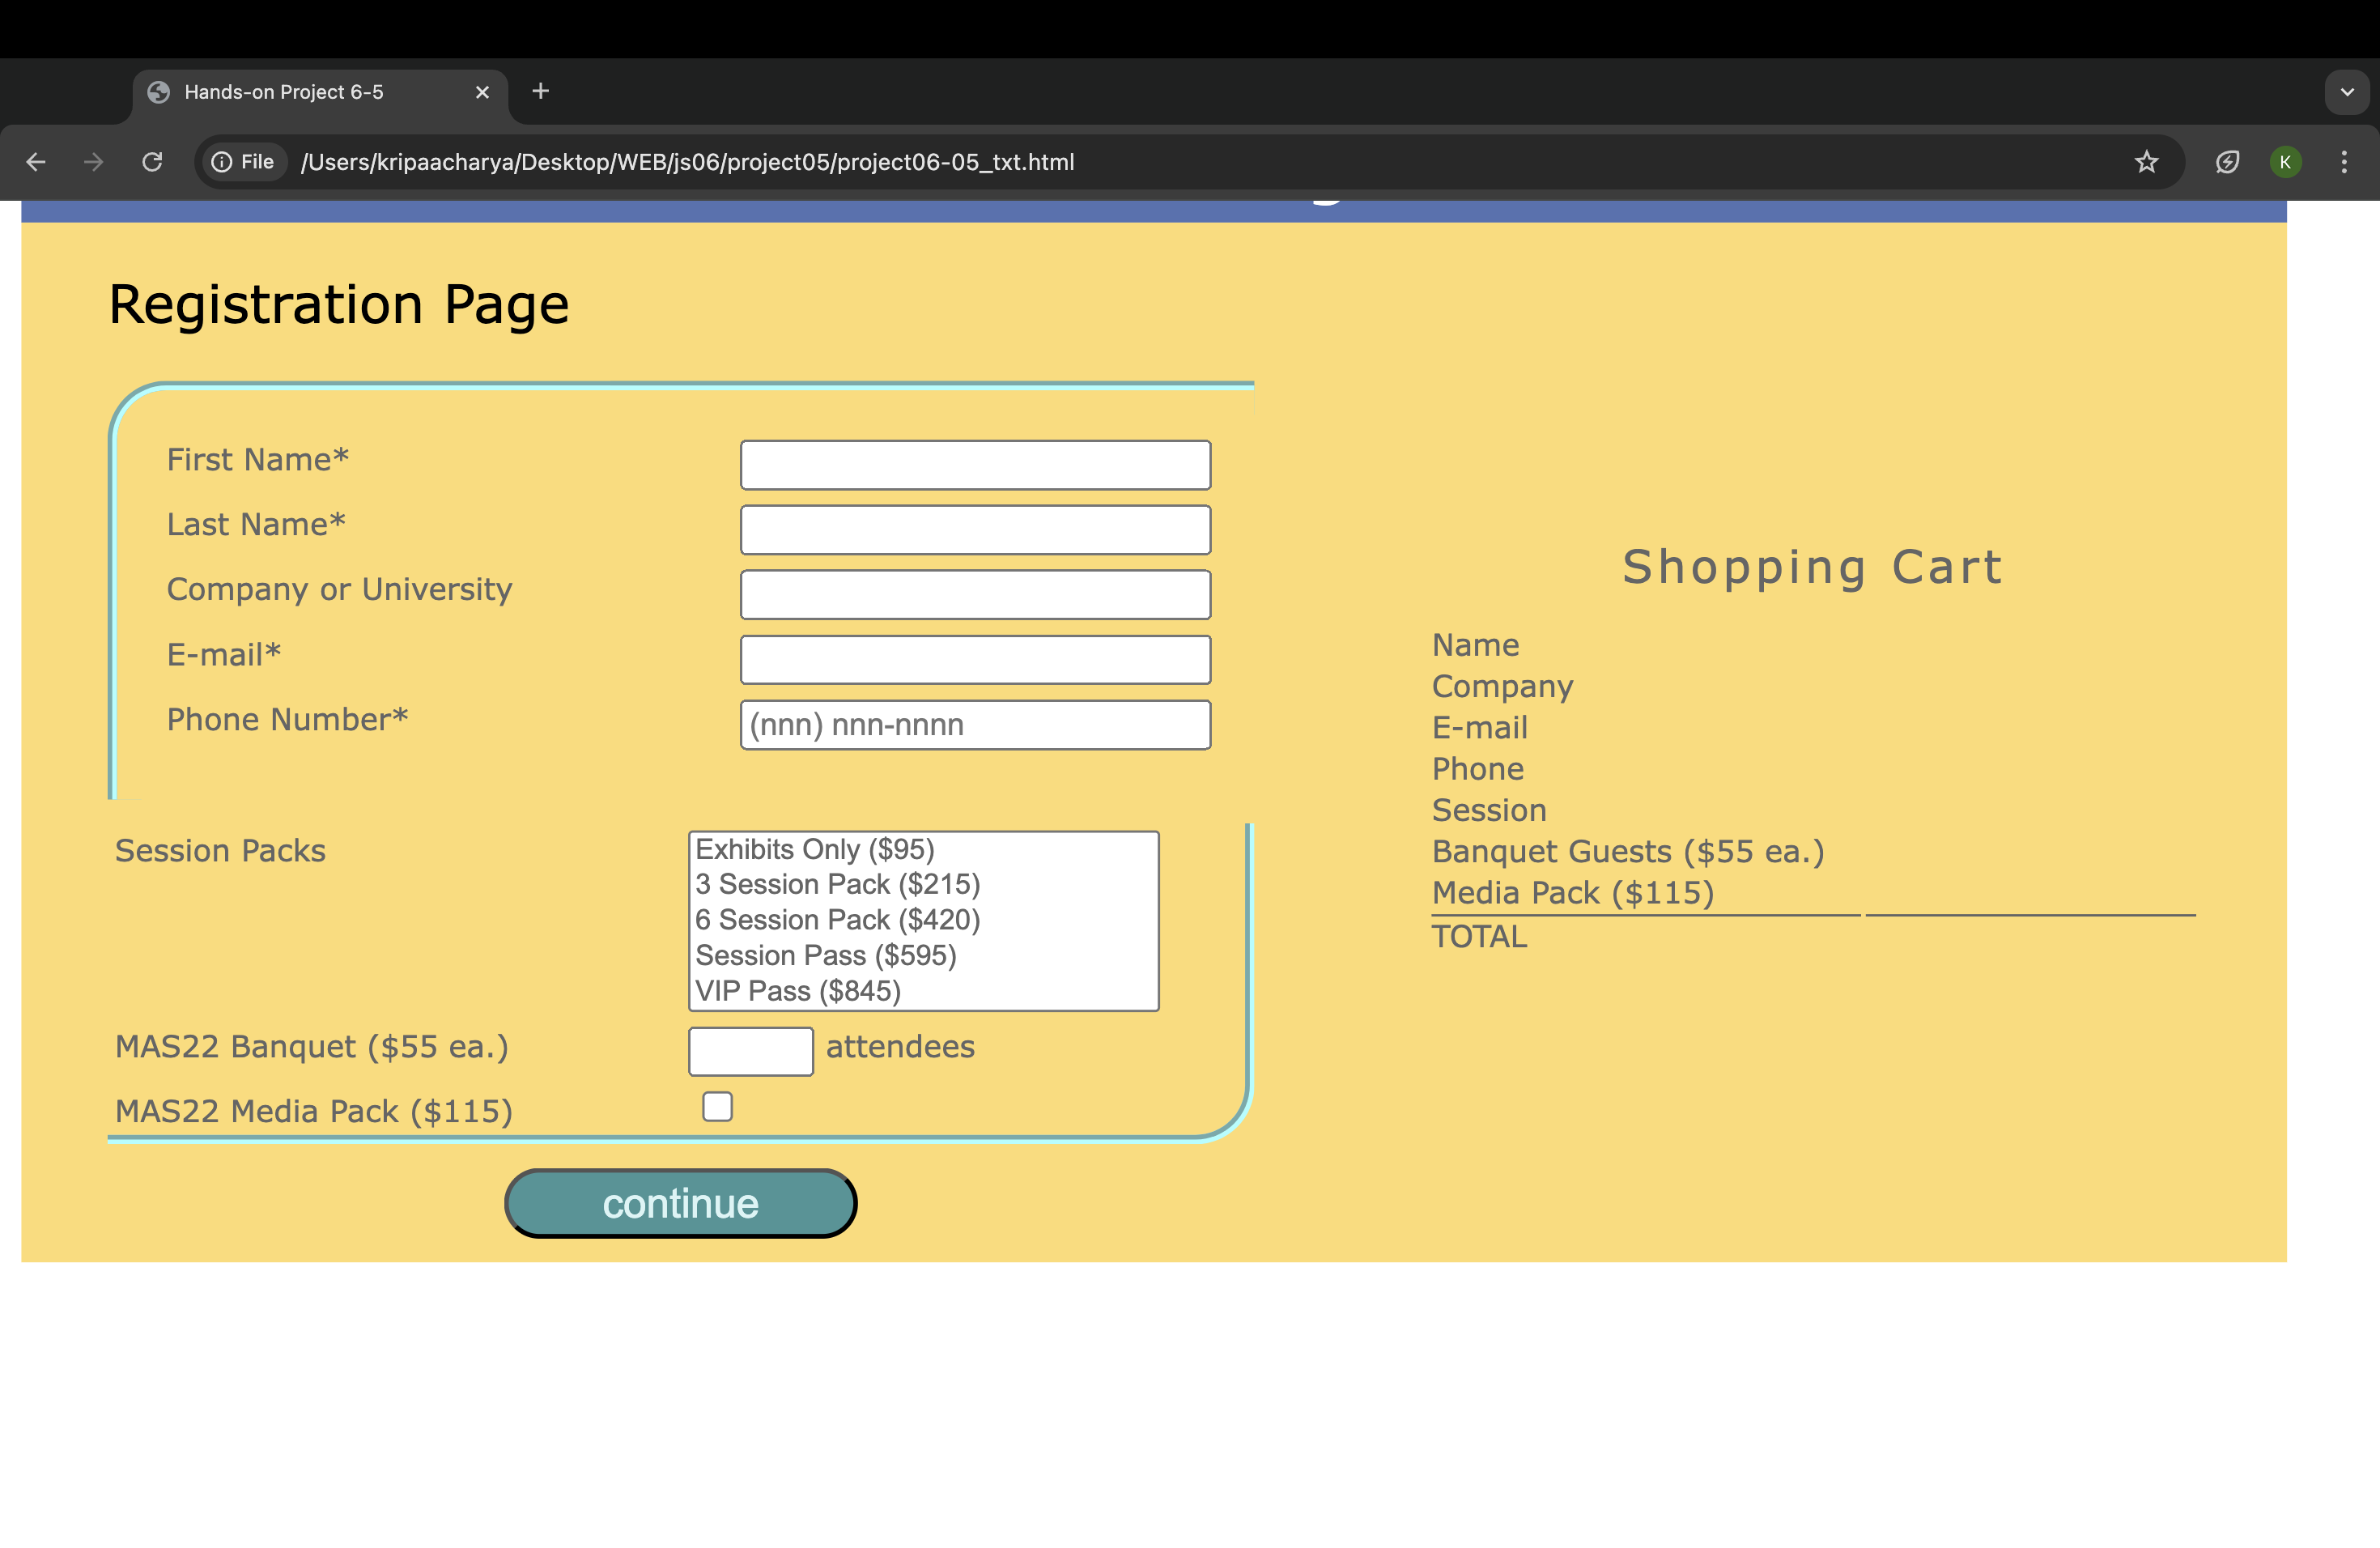 Hands-on Project 6-5
File /Users/kripaacharya/Desktop/WEB/js06/project05/project06-05_txt.html
K
Registration Page
First Name*
Last Name*
Company or University
E-mail*
Phone Number* (nnn) nnn-nnnn
Session Packs
Exhibits Only ($95)
3 Session Pack ($215)
6 Session Pack ($420)
Session Pass ($595)
VIP Pass ($845)
MAS22 Banquet ($55 ea.) attendees
MAS22 Media Pack ($115)
continue
Shopping Cart
Name
Company
E-mail
Phone
Session
Banquet Guests ($55 ea.)
Media Pack ($115)
TOTAL